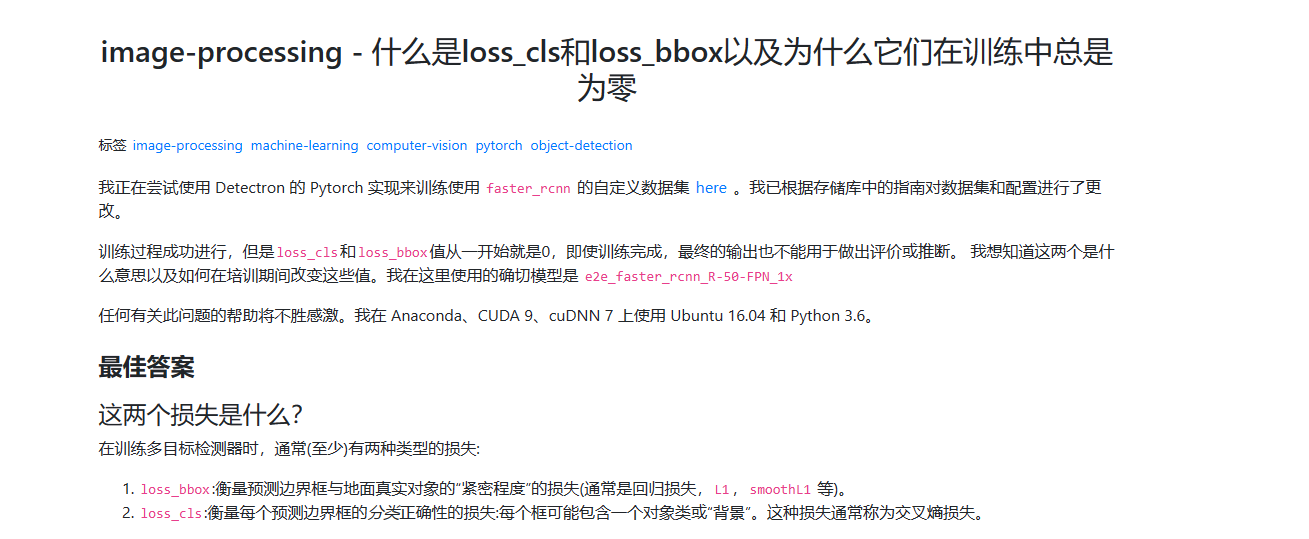 image-processing - 什么是loss_cls和loss_bbox以及为什么它们在训练中总是
为零
标签 image-processing machine-learning computer-vision pytorch object-detection
我正在尝试使用 Detectron 的 Pytorch 实现来训练使用 faster_rcnn 的自定义数据集 here 。我已根据存储库中的指南对数据集和配置进行了更
改。
训练过程成功进行，但是loss_cls和loss_bbox值从一开始就是0，即使训练完成，最终的输出也不能用于做出评价或推断。 我想知道这两个是什
么意思以及如何在培训期间改变这些值。我在这里使用的确切模型是 e2e_faster_rcnn_R-50-FPN_1x
任何有关此问题的帮助将不胜感激。我在 Anaconda、CUDA 9、cuDNN 7 上使用 Ubuntu 16.04 和 Python 3.6。
最佳答案
这两个损失是什么？
在训练多目标检测器时，通常(至少)有两种类型的损失:
1. loss_bbox:衡量预测边界框与地面真实对象的“紧密程度”的损失(通常是回归损失， L1 ， smoothL1 等)。
2. loss_cls:衡量每个预测边界框的分类正确性的损失:每个框可能包含一个对象类或“背景”。这种损失通常称为交叉熵损失。